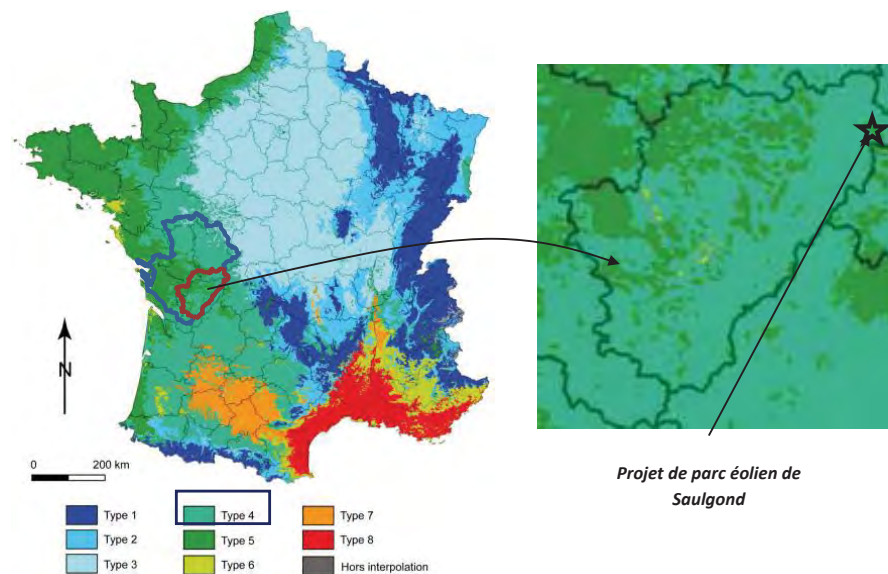 N
0 200 km
Projet de parc éolien de
Saulgond
Type 1
Type 4
Type 7
Type 2
Type 5
Type 8
Type 3
Type 6
Hors interpolation